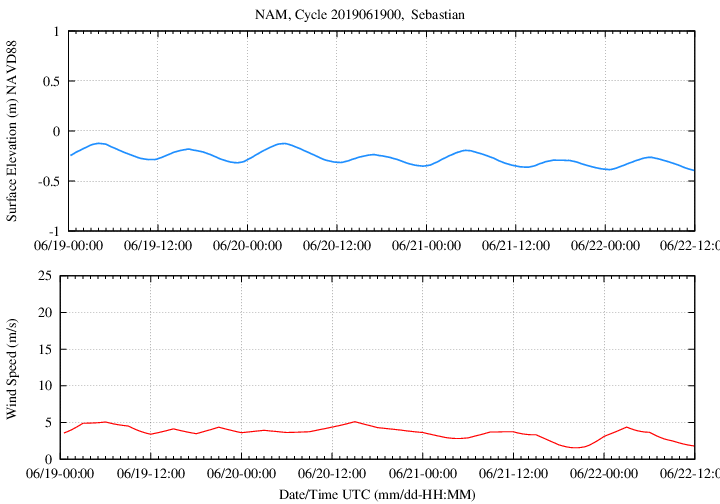 NAM, Cycle 2019061900, Sebastian
Surface Elevation (m) NAVD88
1
0.5
0
-0.5
-1
06/19-00:00 06/19-12:00 06/20-00:00 06/20-12:00 06/21-00:00 06/21-12:00 06/22-00:00 06/22-12:00
Wind Speed (m/s)
25
20
15
10
5
0
06/19-00:00 06/19-12:00 06/20-00:00 06/20-12:00 06/21-00:00 06/21-12:00 06/22-00:00 06/22-12:0
Date/Time UTC (mm/dd-HH:MM)